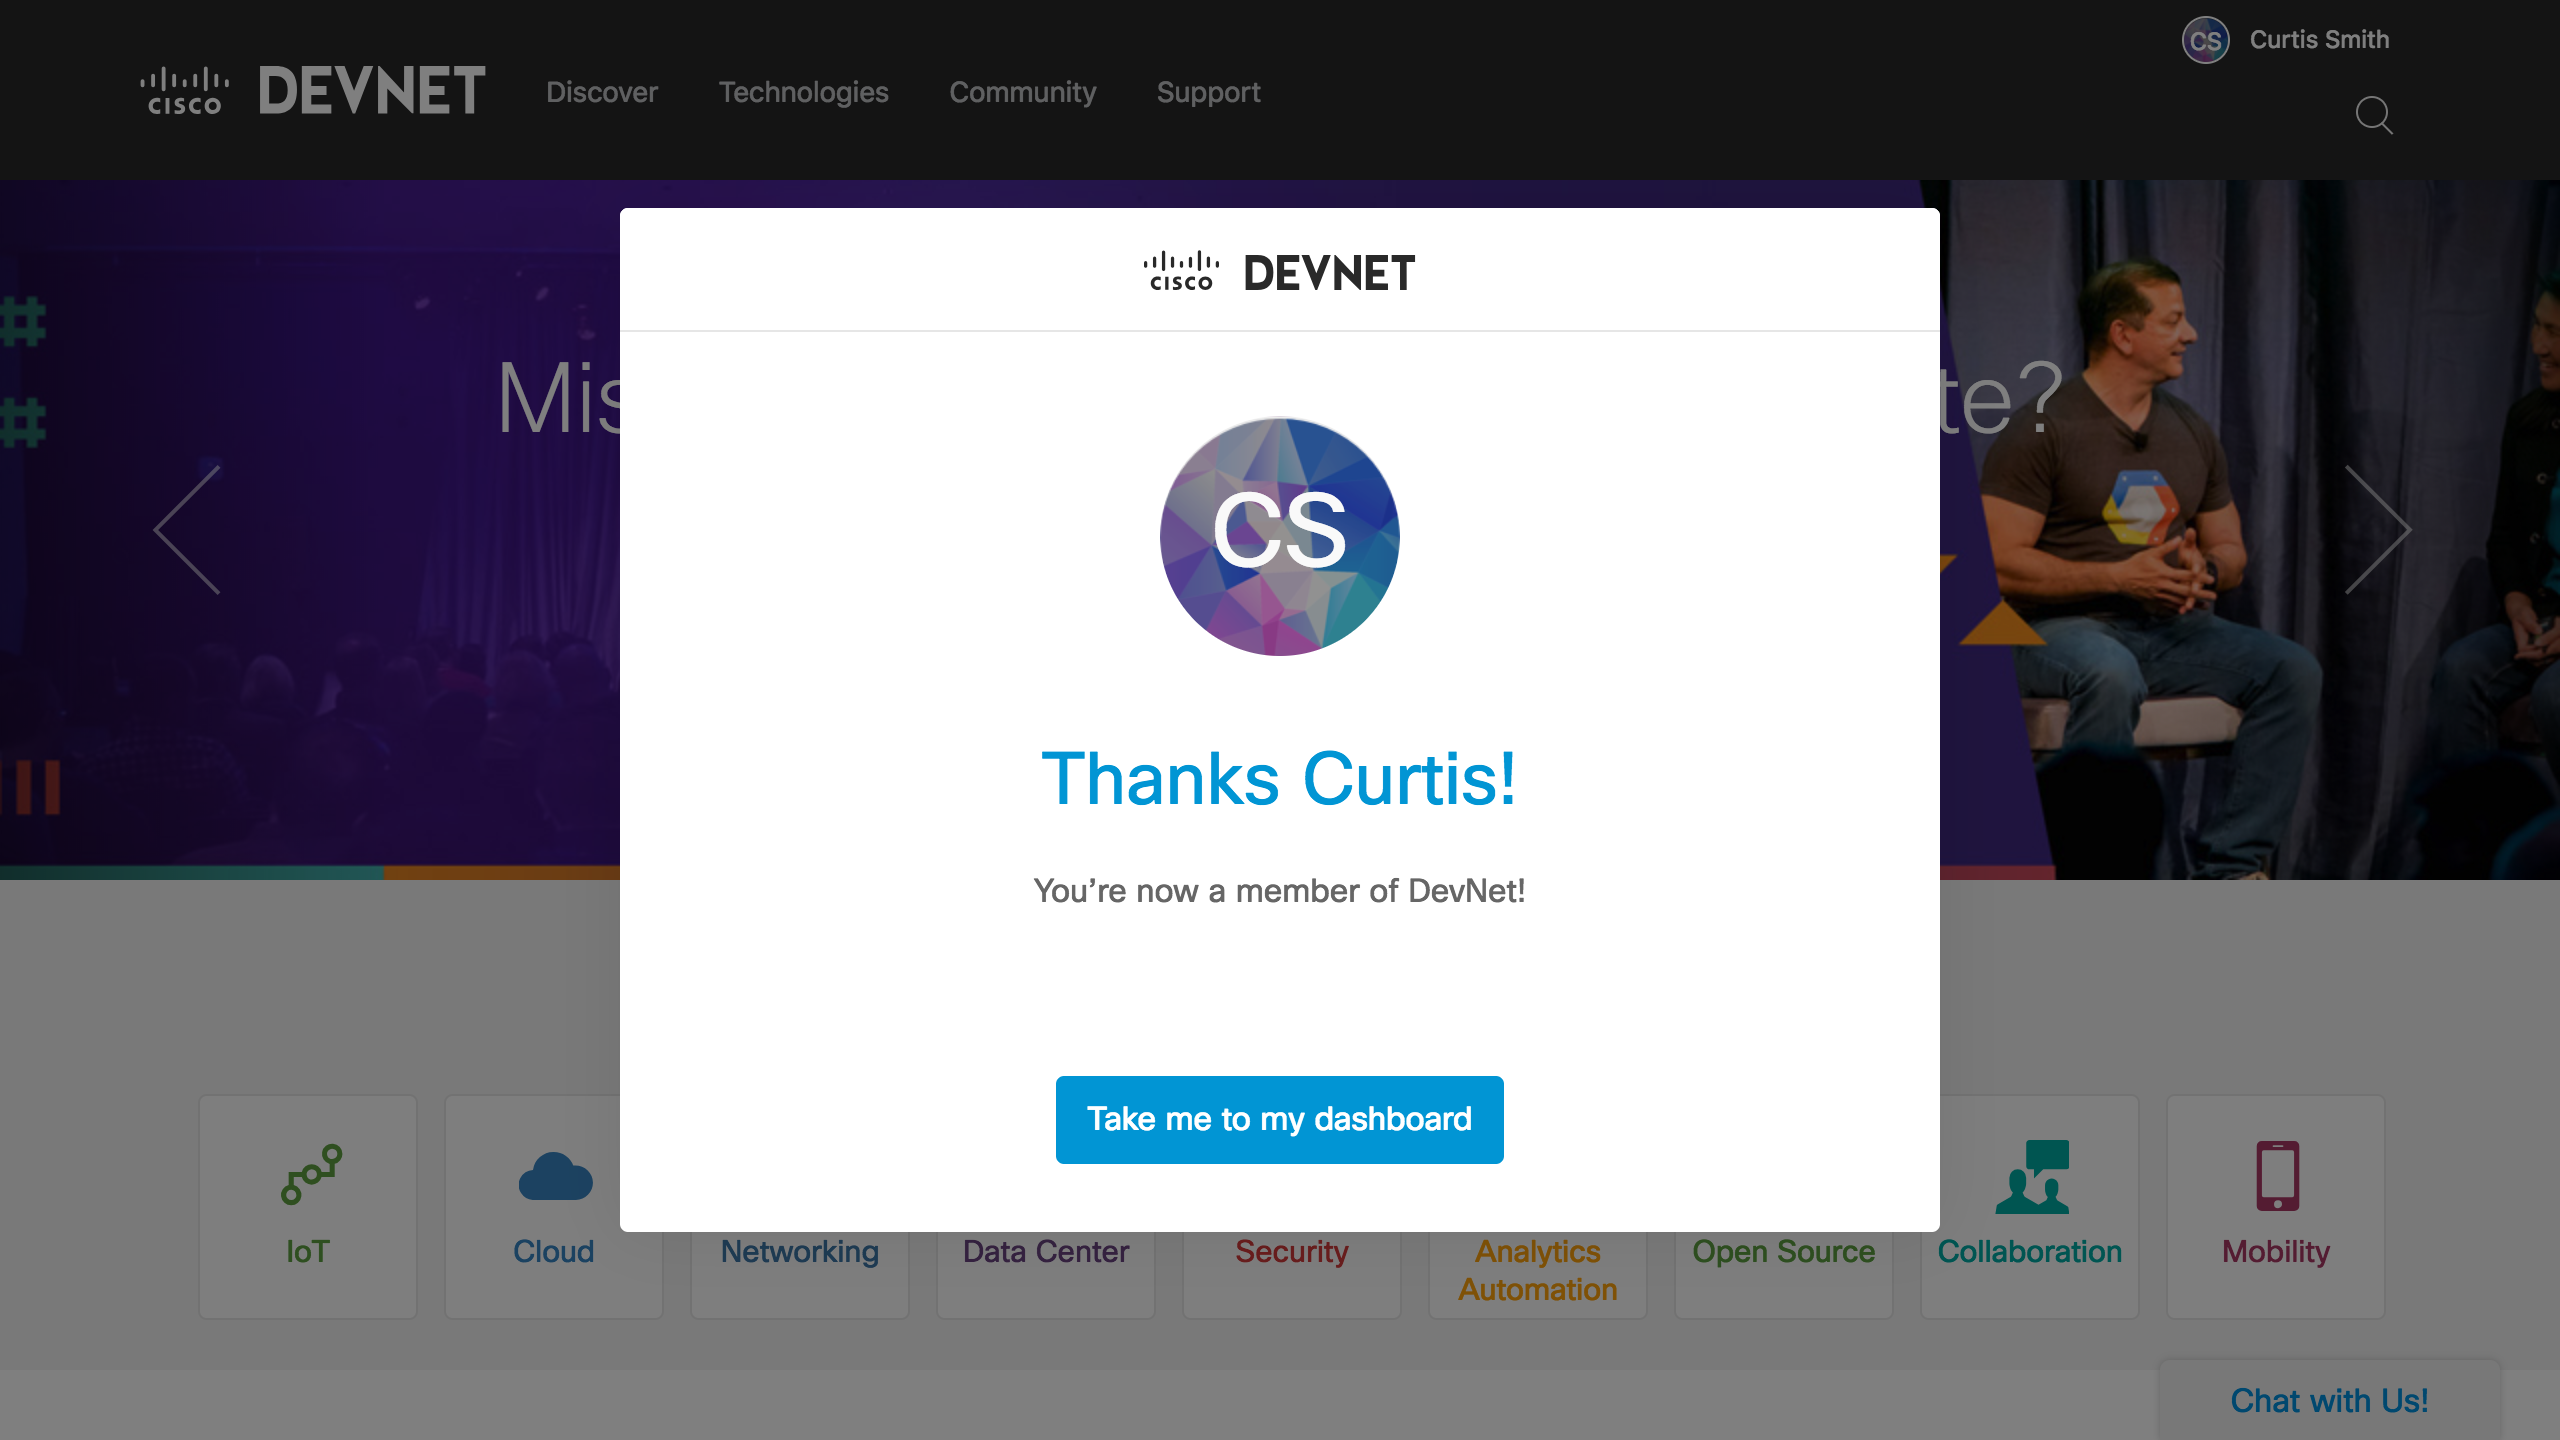 CS Curtis Smith
CISCO DEVNET Discover Technologies Community Support
CISCO DEVNET
Mis te?
CS
Thanks Curtis!
You're now a member of DevNet!
Take me to my dashboard
IoT Cloud Networking Data Center Security Analytics Automation Open Source Collaboration Mobility
Chat with Us!